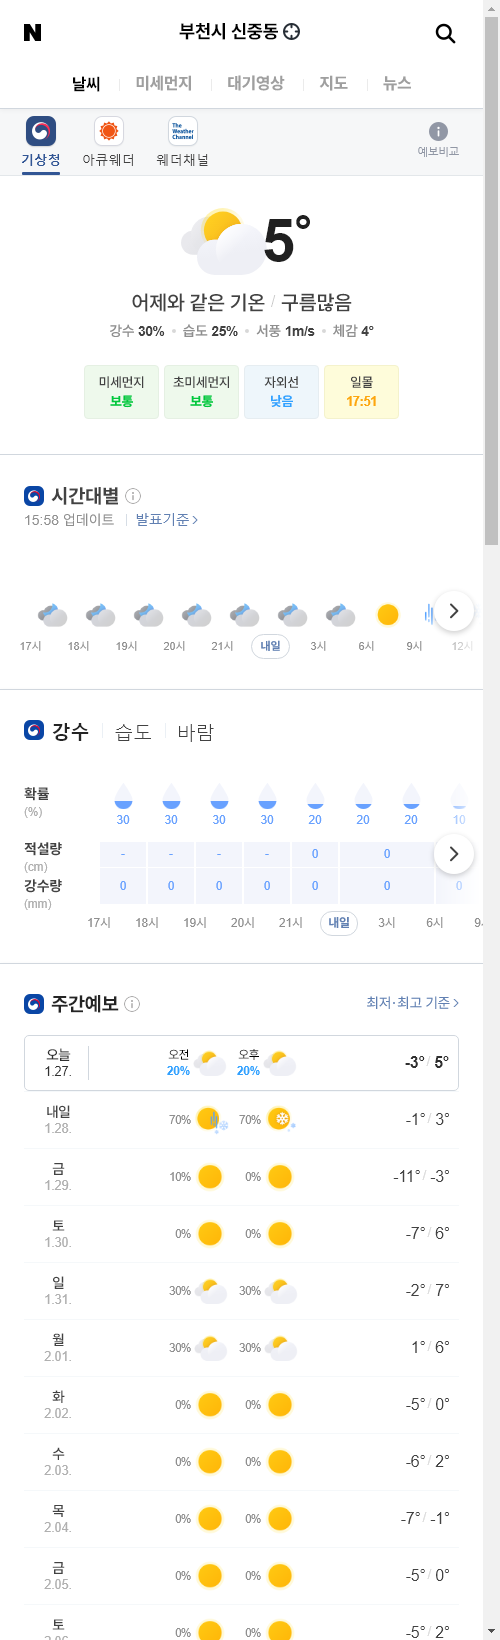 N 부천시 신중동
날씨 미세먼지 대기영상 지도 뉴스
The Weather Channel
기상청 아큐웨더 웨더채널 예보비교
5°
어제와 같은 기온 / 구름많음
강수 30% 습도 25% 서풍 1m/s 체감 4°
미세먼지 초미세먼지 자외선 일몰
보통 보통 낮음 17:51
시간대별
15:58 업데이트 발표기준
17시 18시 19시 20시 21시 내일 3시 6시 9시 12시
강수 습도 바람
확률
(%)
30 30 30 30 20 20 20 10
적설량
(cm)
- - - - 0 0
강수량
(mm)
0 0 0 0 0 0 0
17시 18시 19시 20시 21시 내일 3시 6시 9
주간예보 최저·최고 기준
오늘 오전 오후
1.27. 20% 20% -3° / 5°
내일
1.28. 70% 70% -1° / 3°
금
1.29. 10% 0% -11° / -3°
토
1.30. 0% 0% -7° / 6°
일
1.31. 30% 30% -2° / 7°
월
2.01. 30% 30% 1° / 6°
화
2.02. 0% 0% -5° / 0°
수
2.03. 0% 0% -6° / 2°
목
2.04. 0% 0% -7° / -1°
금
2.05. 0% 0% -5° / 0°
토
0% 0% -5° / 2°